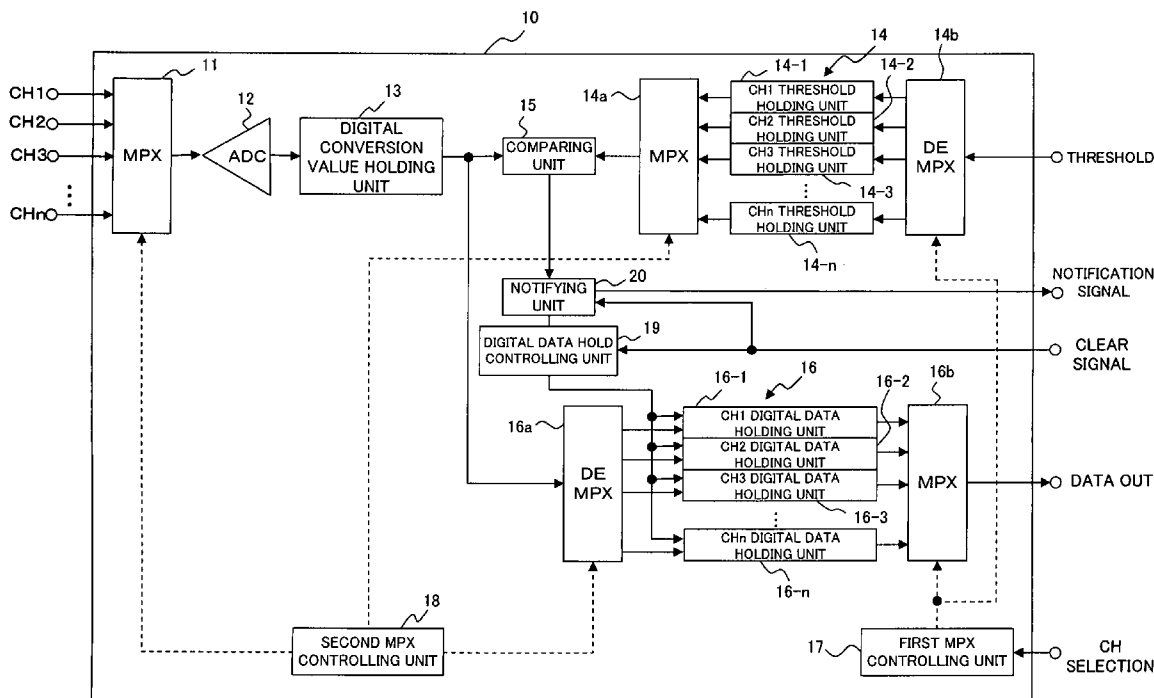 10
11
CH1
CH2
CH3
CHn
MPX
12
ADC
13
DIGITAL
CONVERSION
VALUE HOLDING
UNIT
15
COMPARING
UNIT
14a
MPX
14-1
14
14-2
14b
CH1 THRESHOLD
HOLDING UNIT
CH2 THRESHOLD
HOLDING UNIT
CH3 THRESHOLD
HOLDING UNIT
14-3
CHn THRESHOLD
HOLDING UNIT
14-n
DE
MPX
THRESHOLD
20
NOTIFYING
UNIT
NOTIFICATION
SIGNAL
19
DIGITAL DATA HOLD
CONTROLLING UNIT
CLEAR
SIGNAL
16a
DE
MPX
16-1
16
16-2
16b
CH1 DIGITAL DATA
HOLDING UNIT
CH2 DIGITAL DATA
HOLDING UNIT
CH3 DIGITAL DATA
HOLDING UNIT
16-3
CHn DIGITAL DATA
HOLDING UNIT
16-n
MPX
DATA OUT
18
SECOND MPX
CONTROLLING UNIT
17
FIRST MPX
CONTROLLING UNIT
CH
SELECTION